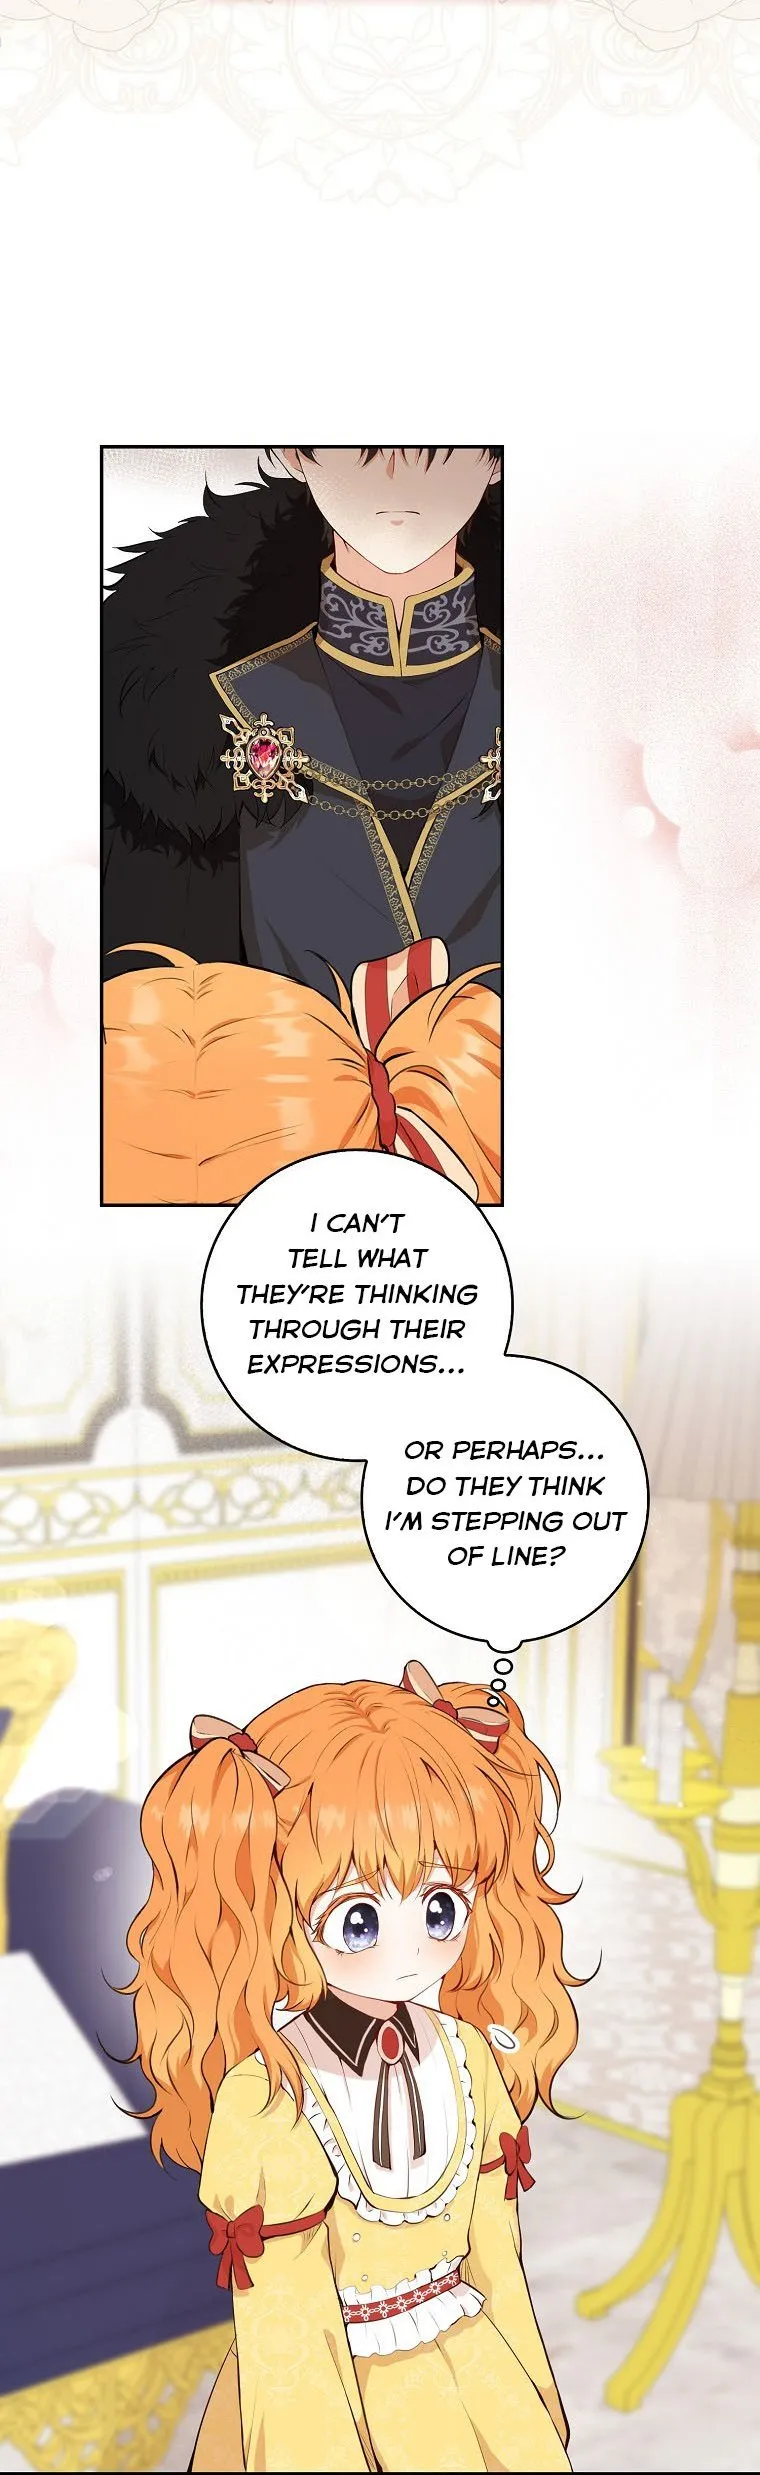 I CAN'T
TELL WHAT
THEY'RE THINKING
THROUGH THEIR
EXPRESSIONS...
OR PERHAPS...
DO THEY THINK
I'M STEPPING OUT
OF LINE?